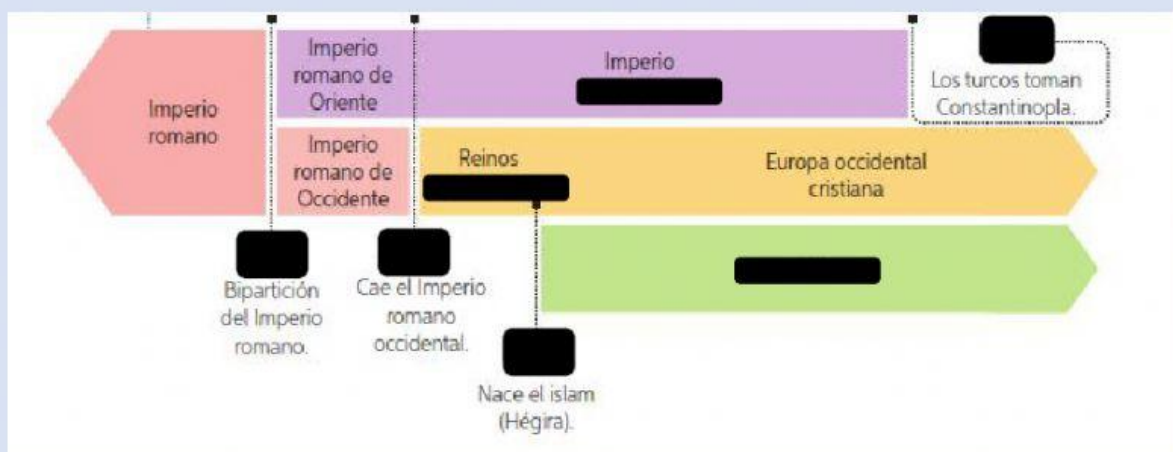 Imperio
romano
Imperio
romano de
Oriente
Imperio
Los turcos toman
Constantinopla.
Imperio
romano de
Occidente
Reinos
Europa occidental
cristiana
Bipartición
del Imperio
romano.
Cae el Imperio
romano
occidental.
Nace el islam
(Hégira).